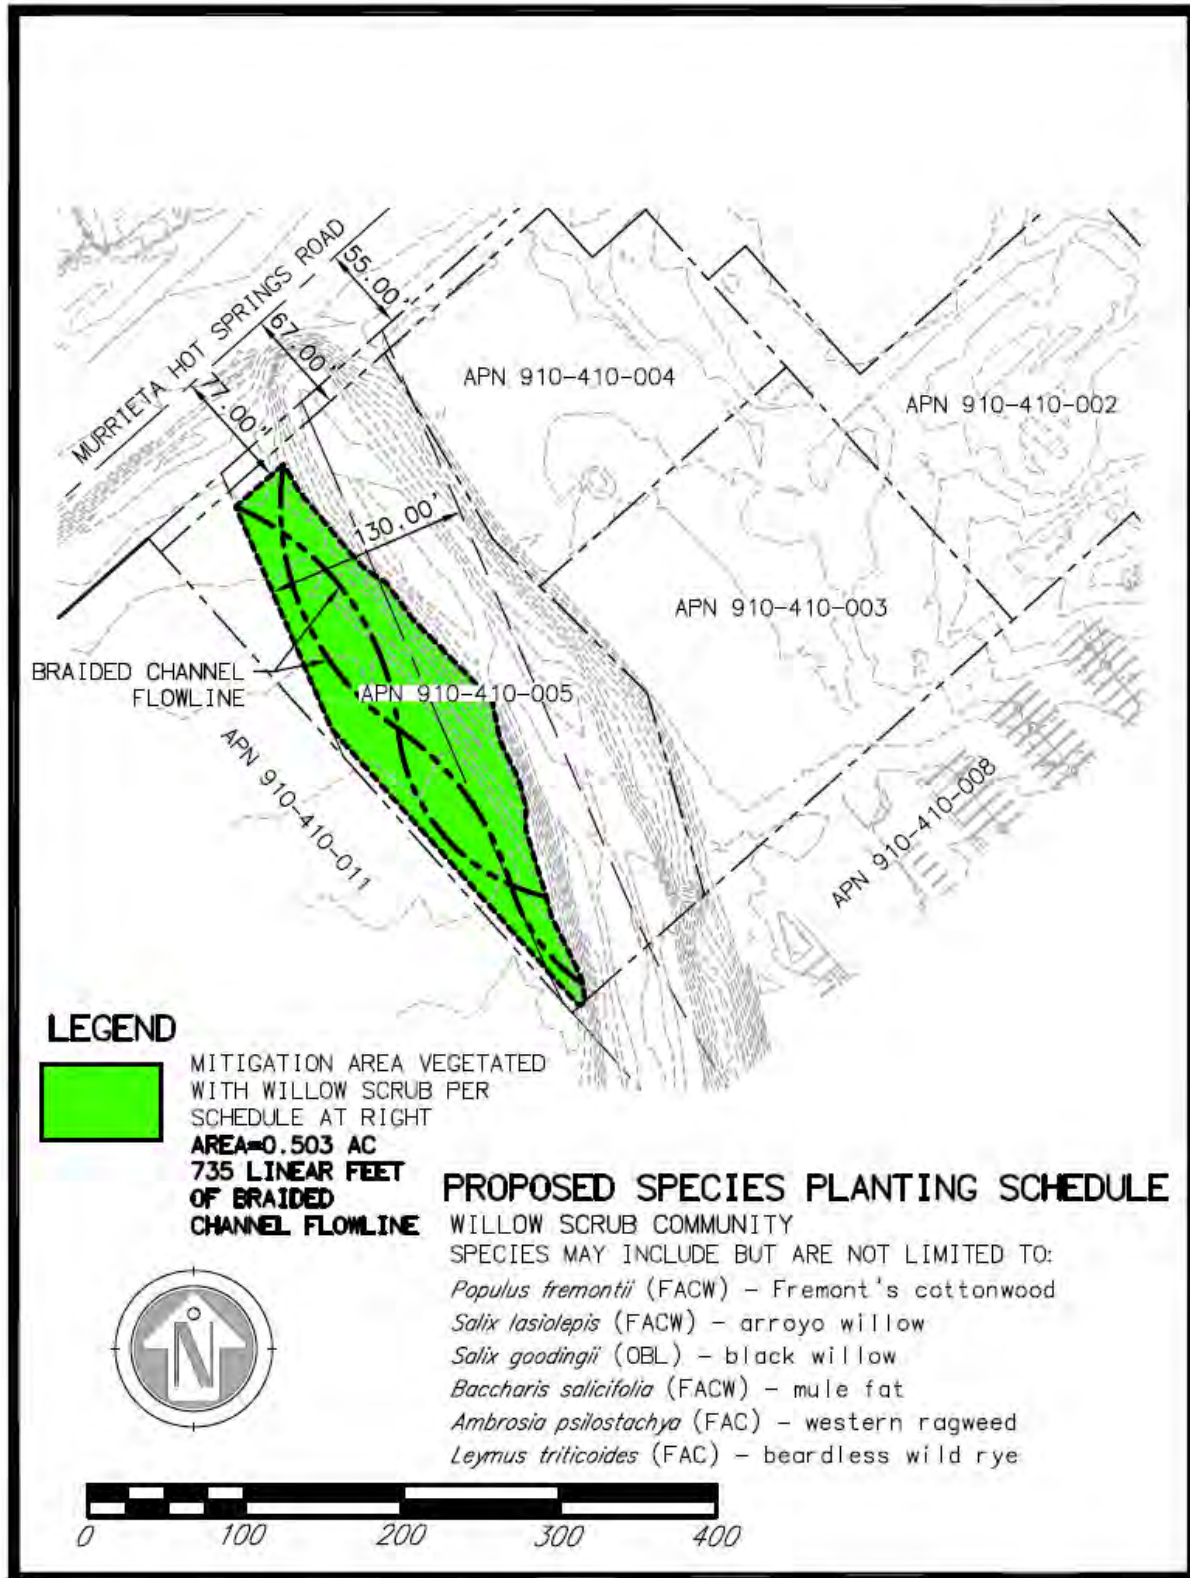 MURRIETA HOT SPRINGS ROAD
55.00'
67.00'
77.00'
130.00'
APN 910-410-004
APN 910-410-002
APN 910-410-003
BRAIDED CHANNEL
FLOWLINE
APN 910-410-005
APN 910-410-011
APN 910-410-008
LEGEND
MITIGATION AREA VEGETATED
WITH WILLOW SCRUB PER
SCHEDULE AT RIGHT
AREA=0.503 AC
735 LINEAR FEET
OF BRAIDED
CHANNEL FLOWLINE
PROPOSED SPECIES PLANTING SCHEDULE
WILLOW SCRUB COMMUNITY
SPECIES MAY INCLUDE BUT ARE NOT LIMITED TO:
Populus fremontii (FACW) – Fremont's cottonwood
Salix lasiolepis (FACW) – arroyo willow
Salix goodingii (OBL) – black willow
Baccharis salicifolia (FACW) – mule fat
Ambrosia psilostachya (FAC) – western ragweed
Leymus triticoides (FAC) – beardless wild rye
N
0 100 200 300 400